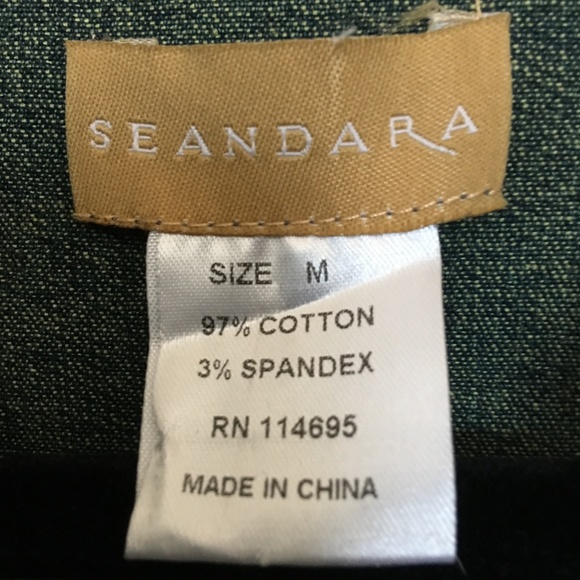 SEANDARA
SIZE M
97% COTTON
3% SPANDEX
RN 114695
MADE IN CHINA